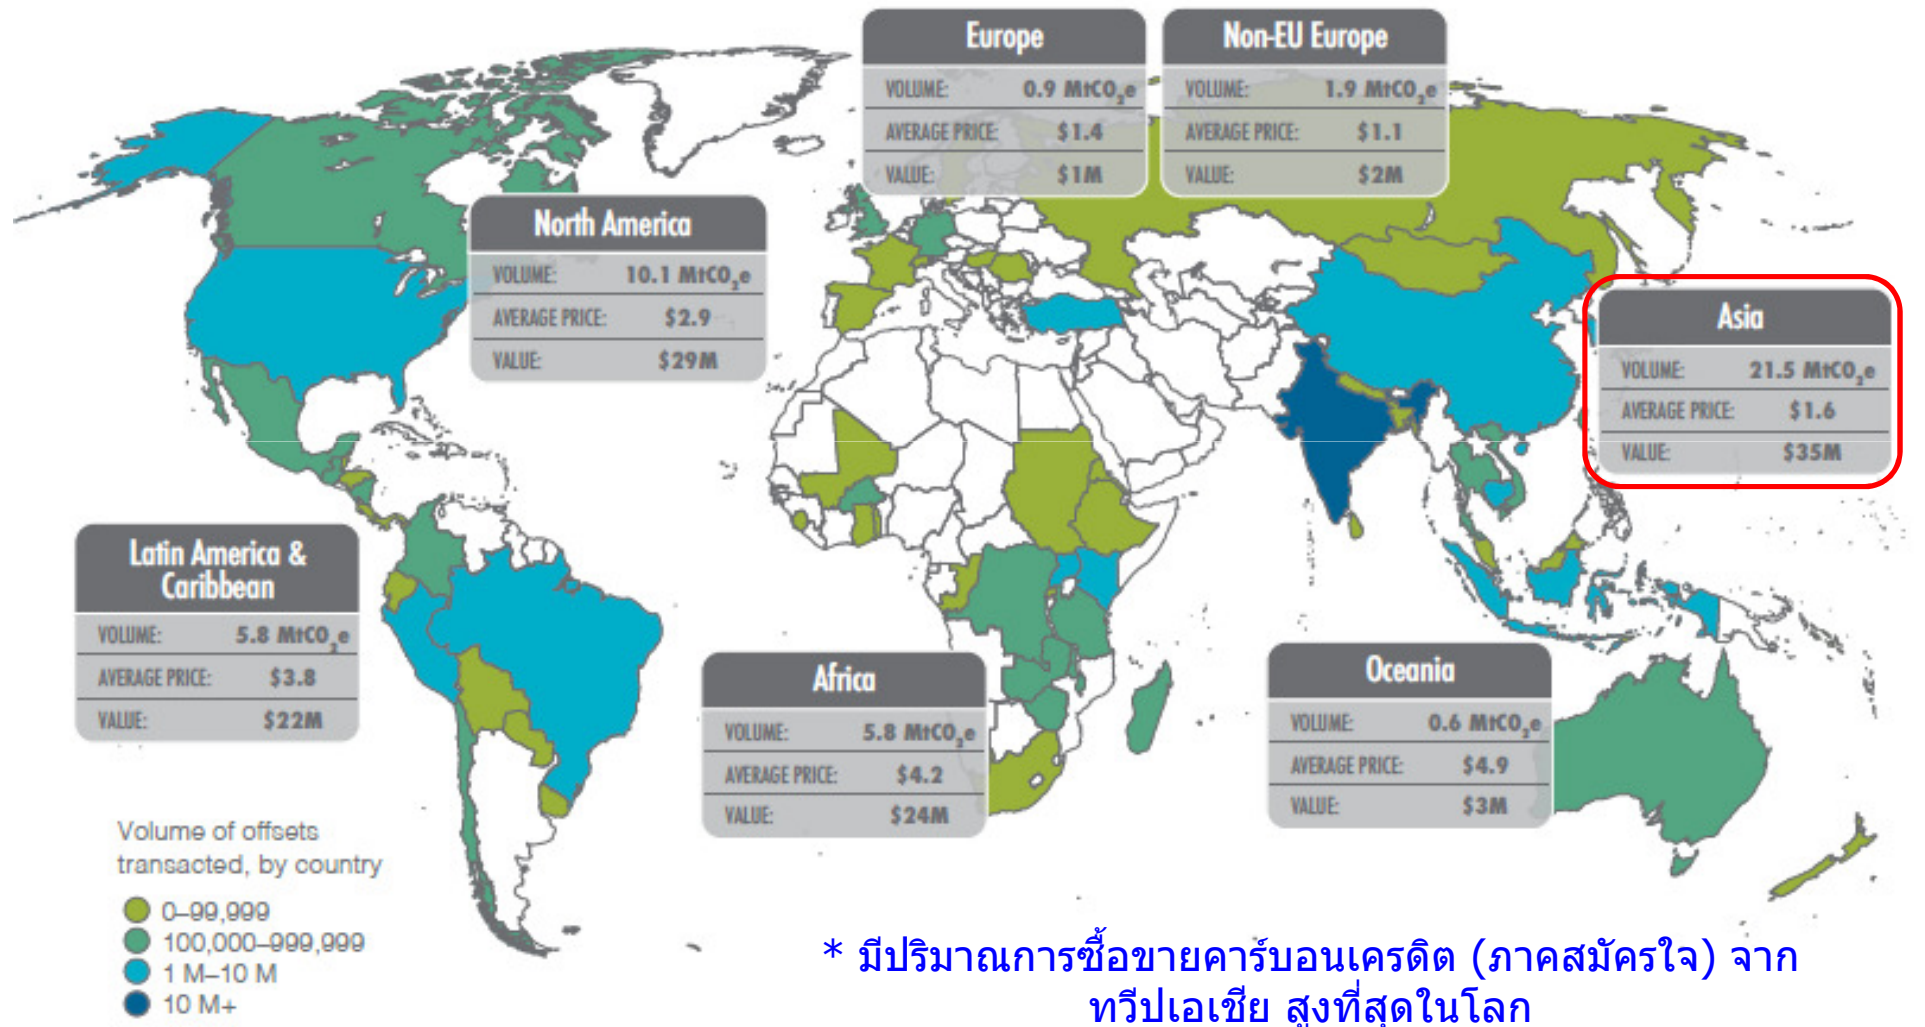 Europe
VOLUME: 0.9 MtCO₂e
AVERAGE PRICE: $1.4
VALUE: $1M
Non-EU Europe
VOLUME: 1.9 MtCO₂e
AVERAGE PRICE: $1.1
VALUE: $2M
North America
VOLUME: 10.1 MtCO₂e
AVERAGE PRICE: $2.9
VALUE: $29M
Asia
VOLUME: 21.5 MtCO₂e
AVERAGE PRICE: $1.6
VALUE: $35M
Latin America &
Caribbean
VOLUME: 5.8 MtCO₂e
AVERAGE PRICE: $3.8
VALUE: $22M
Africa
VOLUME: 5.8 MtCO₂e
AVERAGE PRICE: $4.2
VALUE: $24M
Oceania
VOLUME: 0.6 MtCO₂e
AVERAGE PRICE: $4.9
VALUE: $3M
Volume of offsets
transacted, by country
0–99,999
100,000–999,999
1 M–10 M
10 M+
* มีปริมาณการซื้อขายคาร์บอนเครดิต (ภาคสมัครใจ) จาก
ทวีปเอเชีย สูงที่สุดในโลก